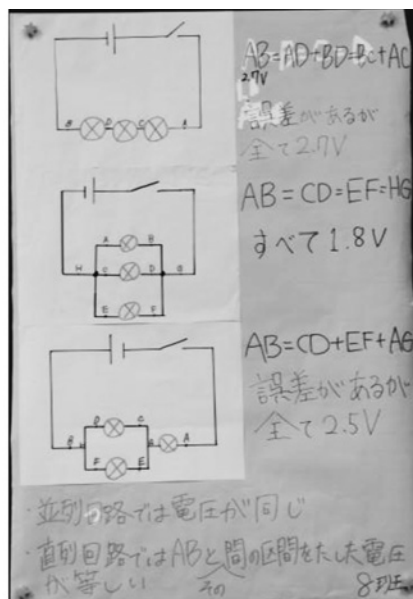 AB=AD+BD=BC+AC
2.7V
誤差があるが
全て2.7V
B D C A
AB=CD=EF=HG
すべて1.8V
A B
H C D G
E F
AB=CD+EF+AG
誤差があるが
全て2.5V
D C
B H G A
F E
・並列回路では電圧が同じ
・直列回路ではABと間の区間をたした電圧
が等しい その 8班